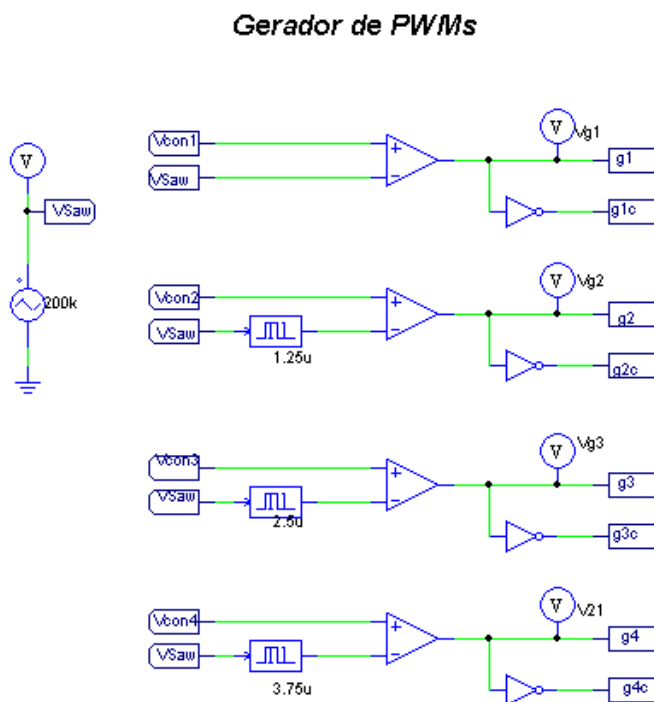 Gerador de PWMs
V
VSaw
200k
Vcon1
VSaw
+
-
V
Vg1
g1
g1c
Vcon2
VSaw
1.25u
+
-
V
Vg2
g2
g2c
Vcon3
VSaw
2.5u
+
-
V
Vg3
g3
g3c
Vcon4
VSaw
3.75u
+
-
V
V21
g4
g4c